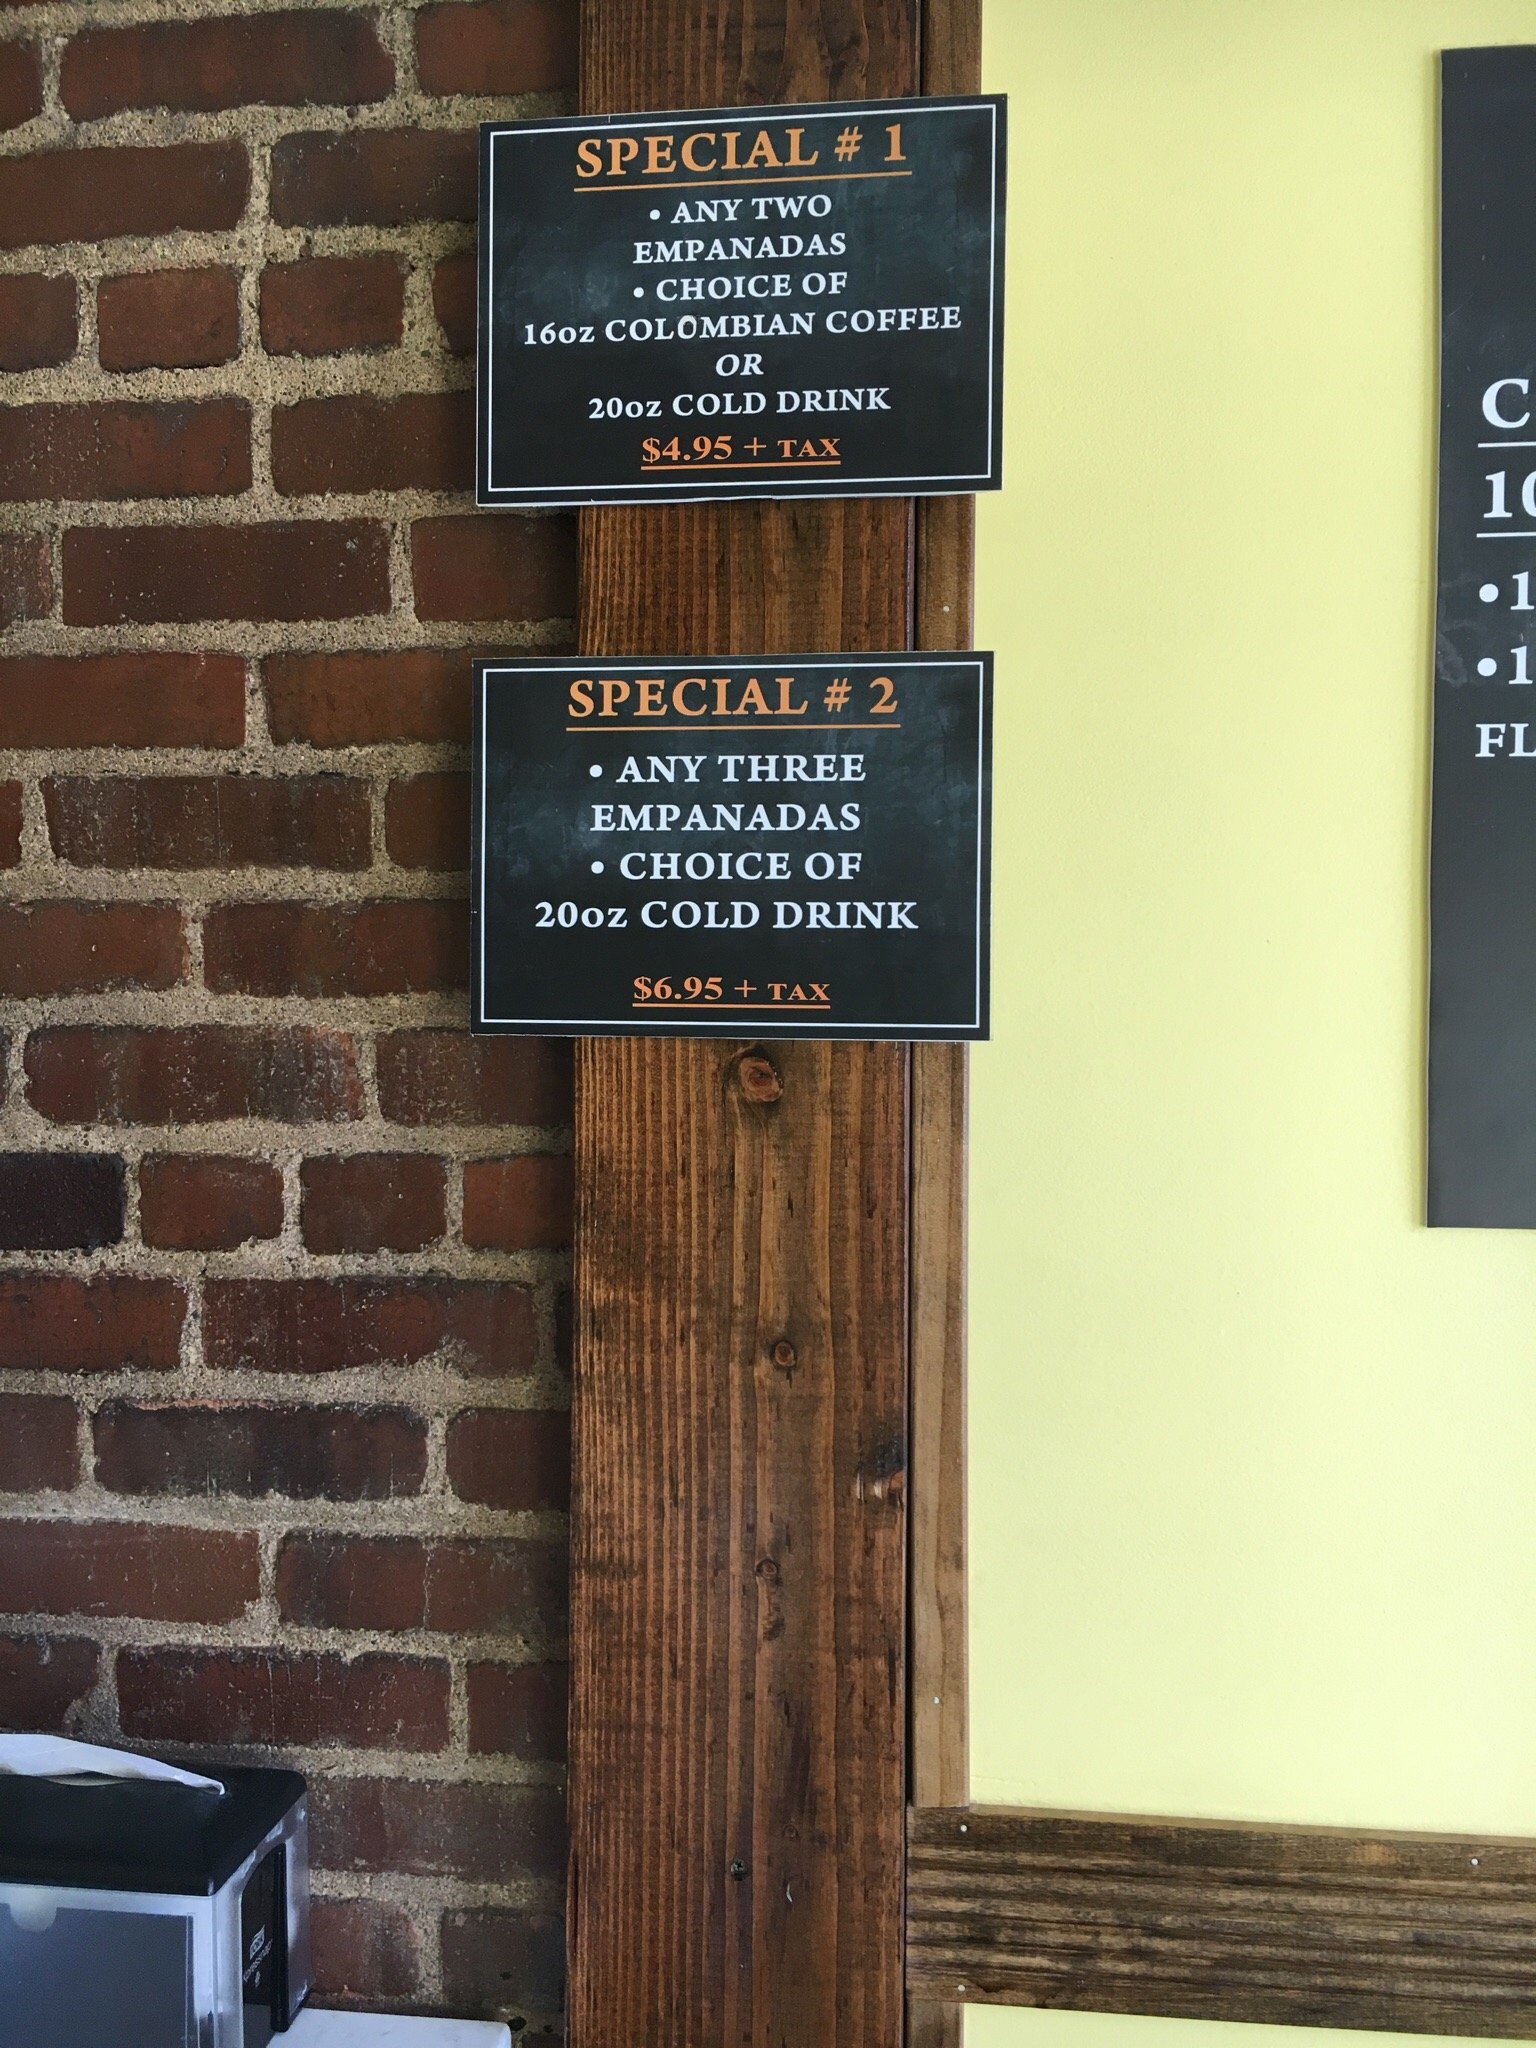 SPECIAL # 1
• ANY TWO
EMPANADAS
• CHOICE OF
16oz COLOMBIAN COFFEE
OR
20oz COLD DRINK
$4.95 + TAX
SPECIAL # 2
• ANY THREE
EMPANADAS
• CHOICE OF
20oz COLD DRINK
$6.95 + TAX